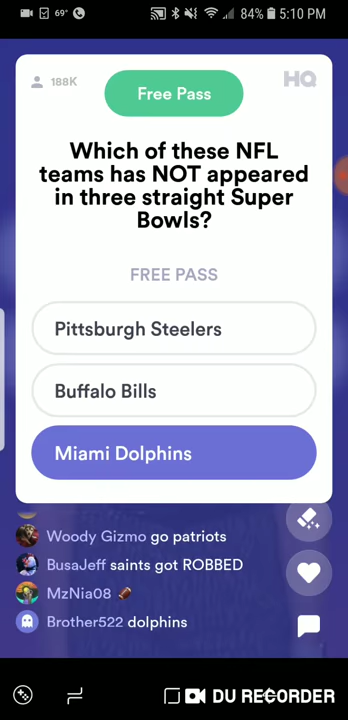 69° 84% 5:10 PM
188K Free Pass HQ
Which of these NFL
teams has NOT appeared
in three straight Super
Bowls?
FREE PASS
Pittsburgh Steelers
Buffalo Bills
Miami Dolphins
Woody Gizmo go patriots
BusaJeff saints got ROBBED
MzNia08 🏈
Brother522 dolphins
DU RECORDER